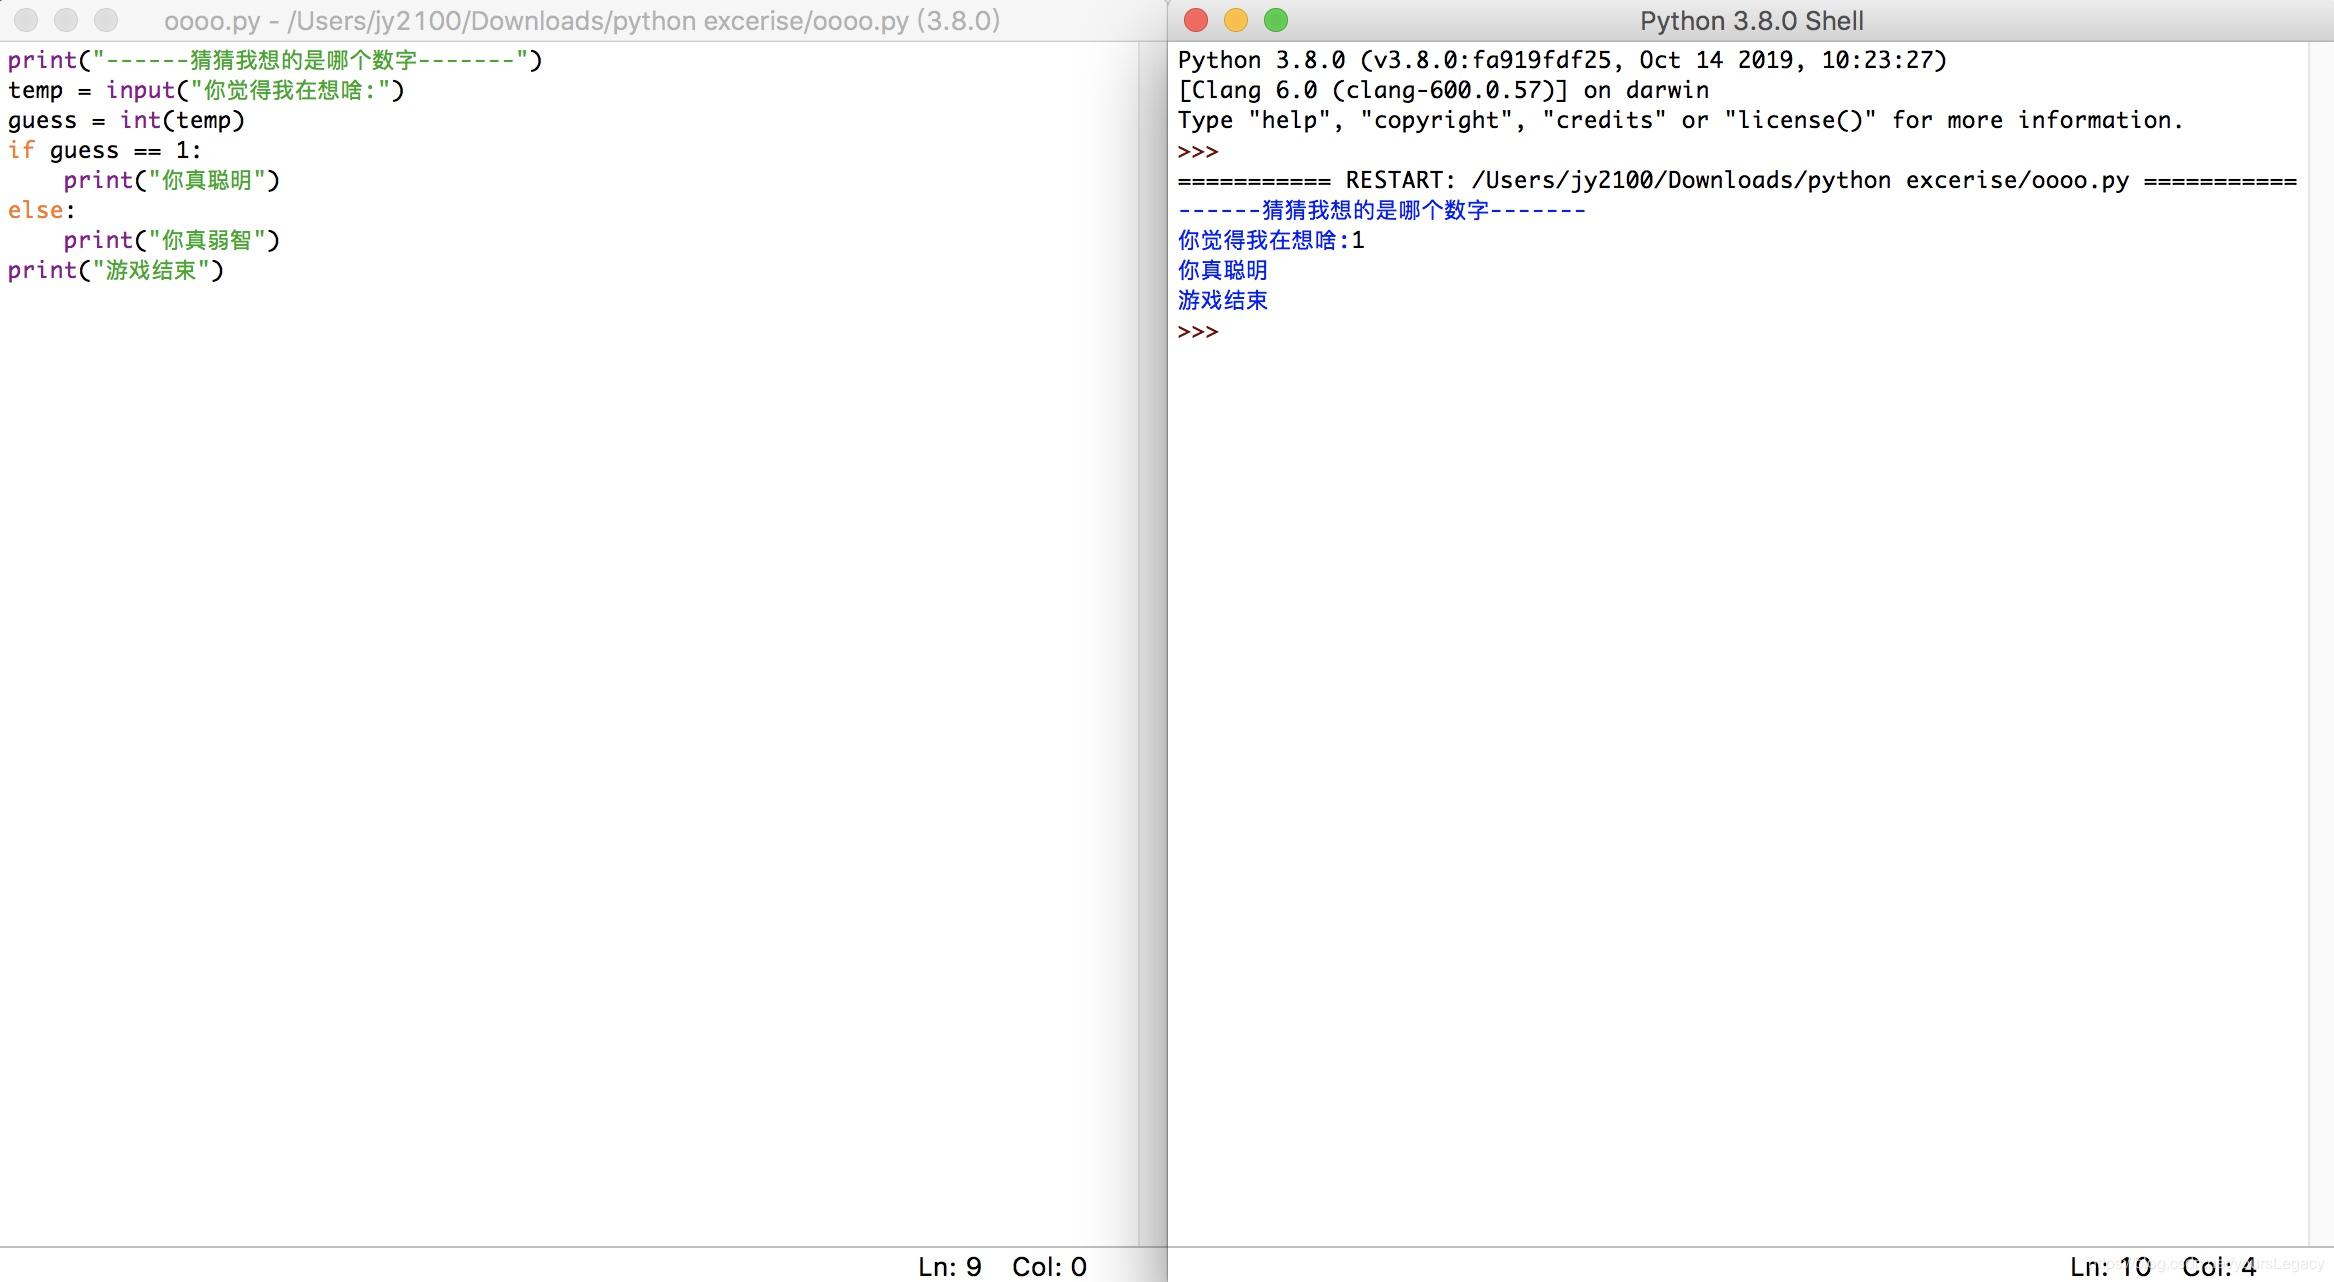 oooo.py - /Users/jy2100/Downloads/python excerise/oooo.py (3.8.0)
print("------猜猜我想的是哪个数字-------")
temp = input("你觉得我在想啥:")
guess = int(temp)
if guess == 1:
    print("你真聪明")
else:
    print("你真弱智")
print("游戏结束")
Ln: 9 Col: 0
Python 3.8.0 Shell
Python 3.8.0 (v3.8.0:fa919fdf25, Oct 14 2019, 10:23:27)
[Clang 6.0 (clang-600.0.57)] on darwin
Type "help", "copyright", "credits" or "license()" for more information.
>>>
=========== RESTART: /Users/jy2100/Downloads/python excerise/oooo.py ===========
------猜猜我想的是哪个数字-------
你觉得我在想啥:1
你真聪明
游戏结束
>>>
Ln: 10 Col: 4